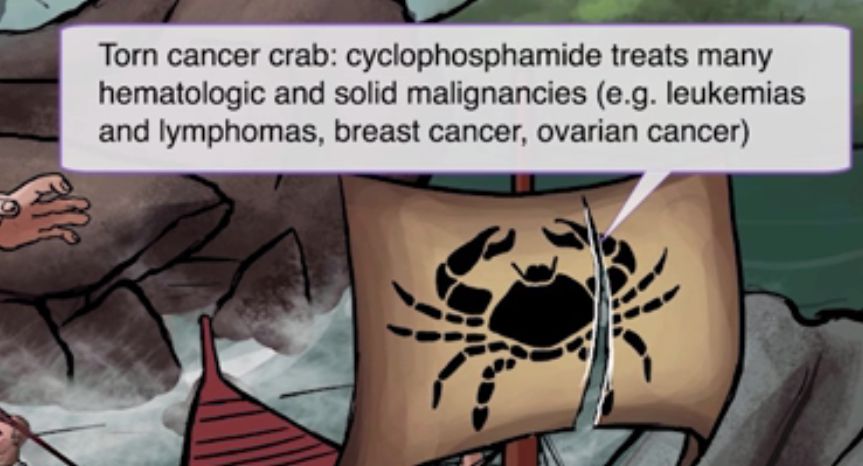 Torn cancer crab: cyclophosphamide treats many
hematologic and solid malignancies (e.g. leukemias
and lymphomas, breast cancer, ovarian cancer)